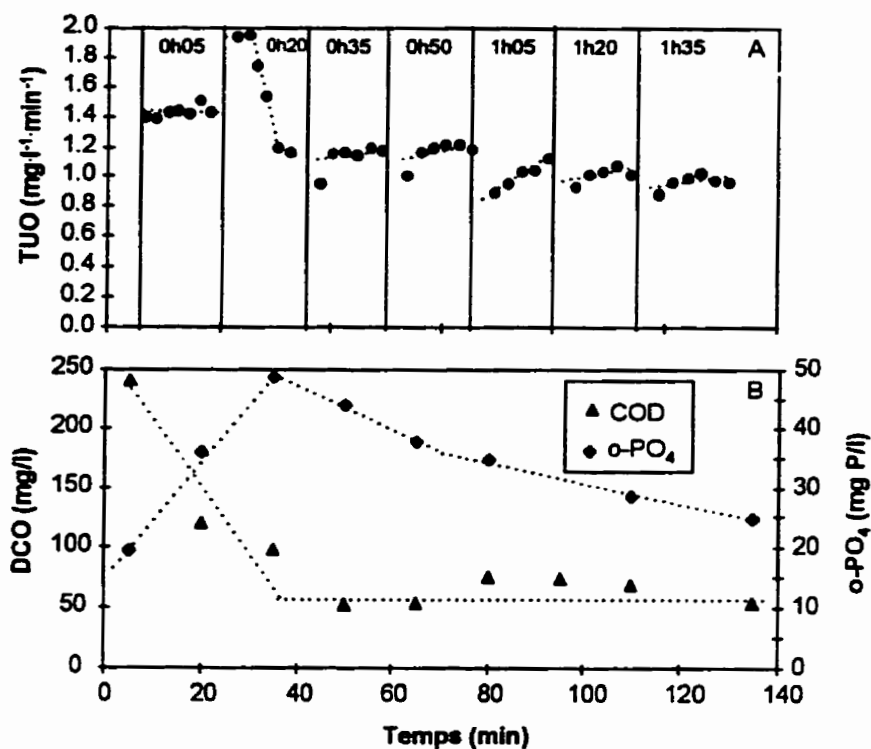 0h05 0h20 0h35 0h50 1h05 1h20 1h35 A
TUO (mg·l⁻¹·min⁻¹)
2.0
1.8
1.6
1.4
1.2
1.0
0.8
0.6
0.4
0.2
0.0
B
COD
o-PO₄
DCO (mg/l)
250
200
150
100
50
0
50
40
30
20
10
0
o-PO₄ (mg P/l)
0 20 40 60 80 100 120 140
Temps (min)